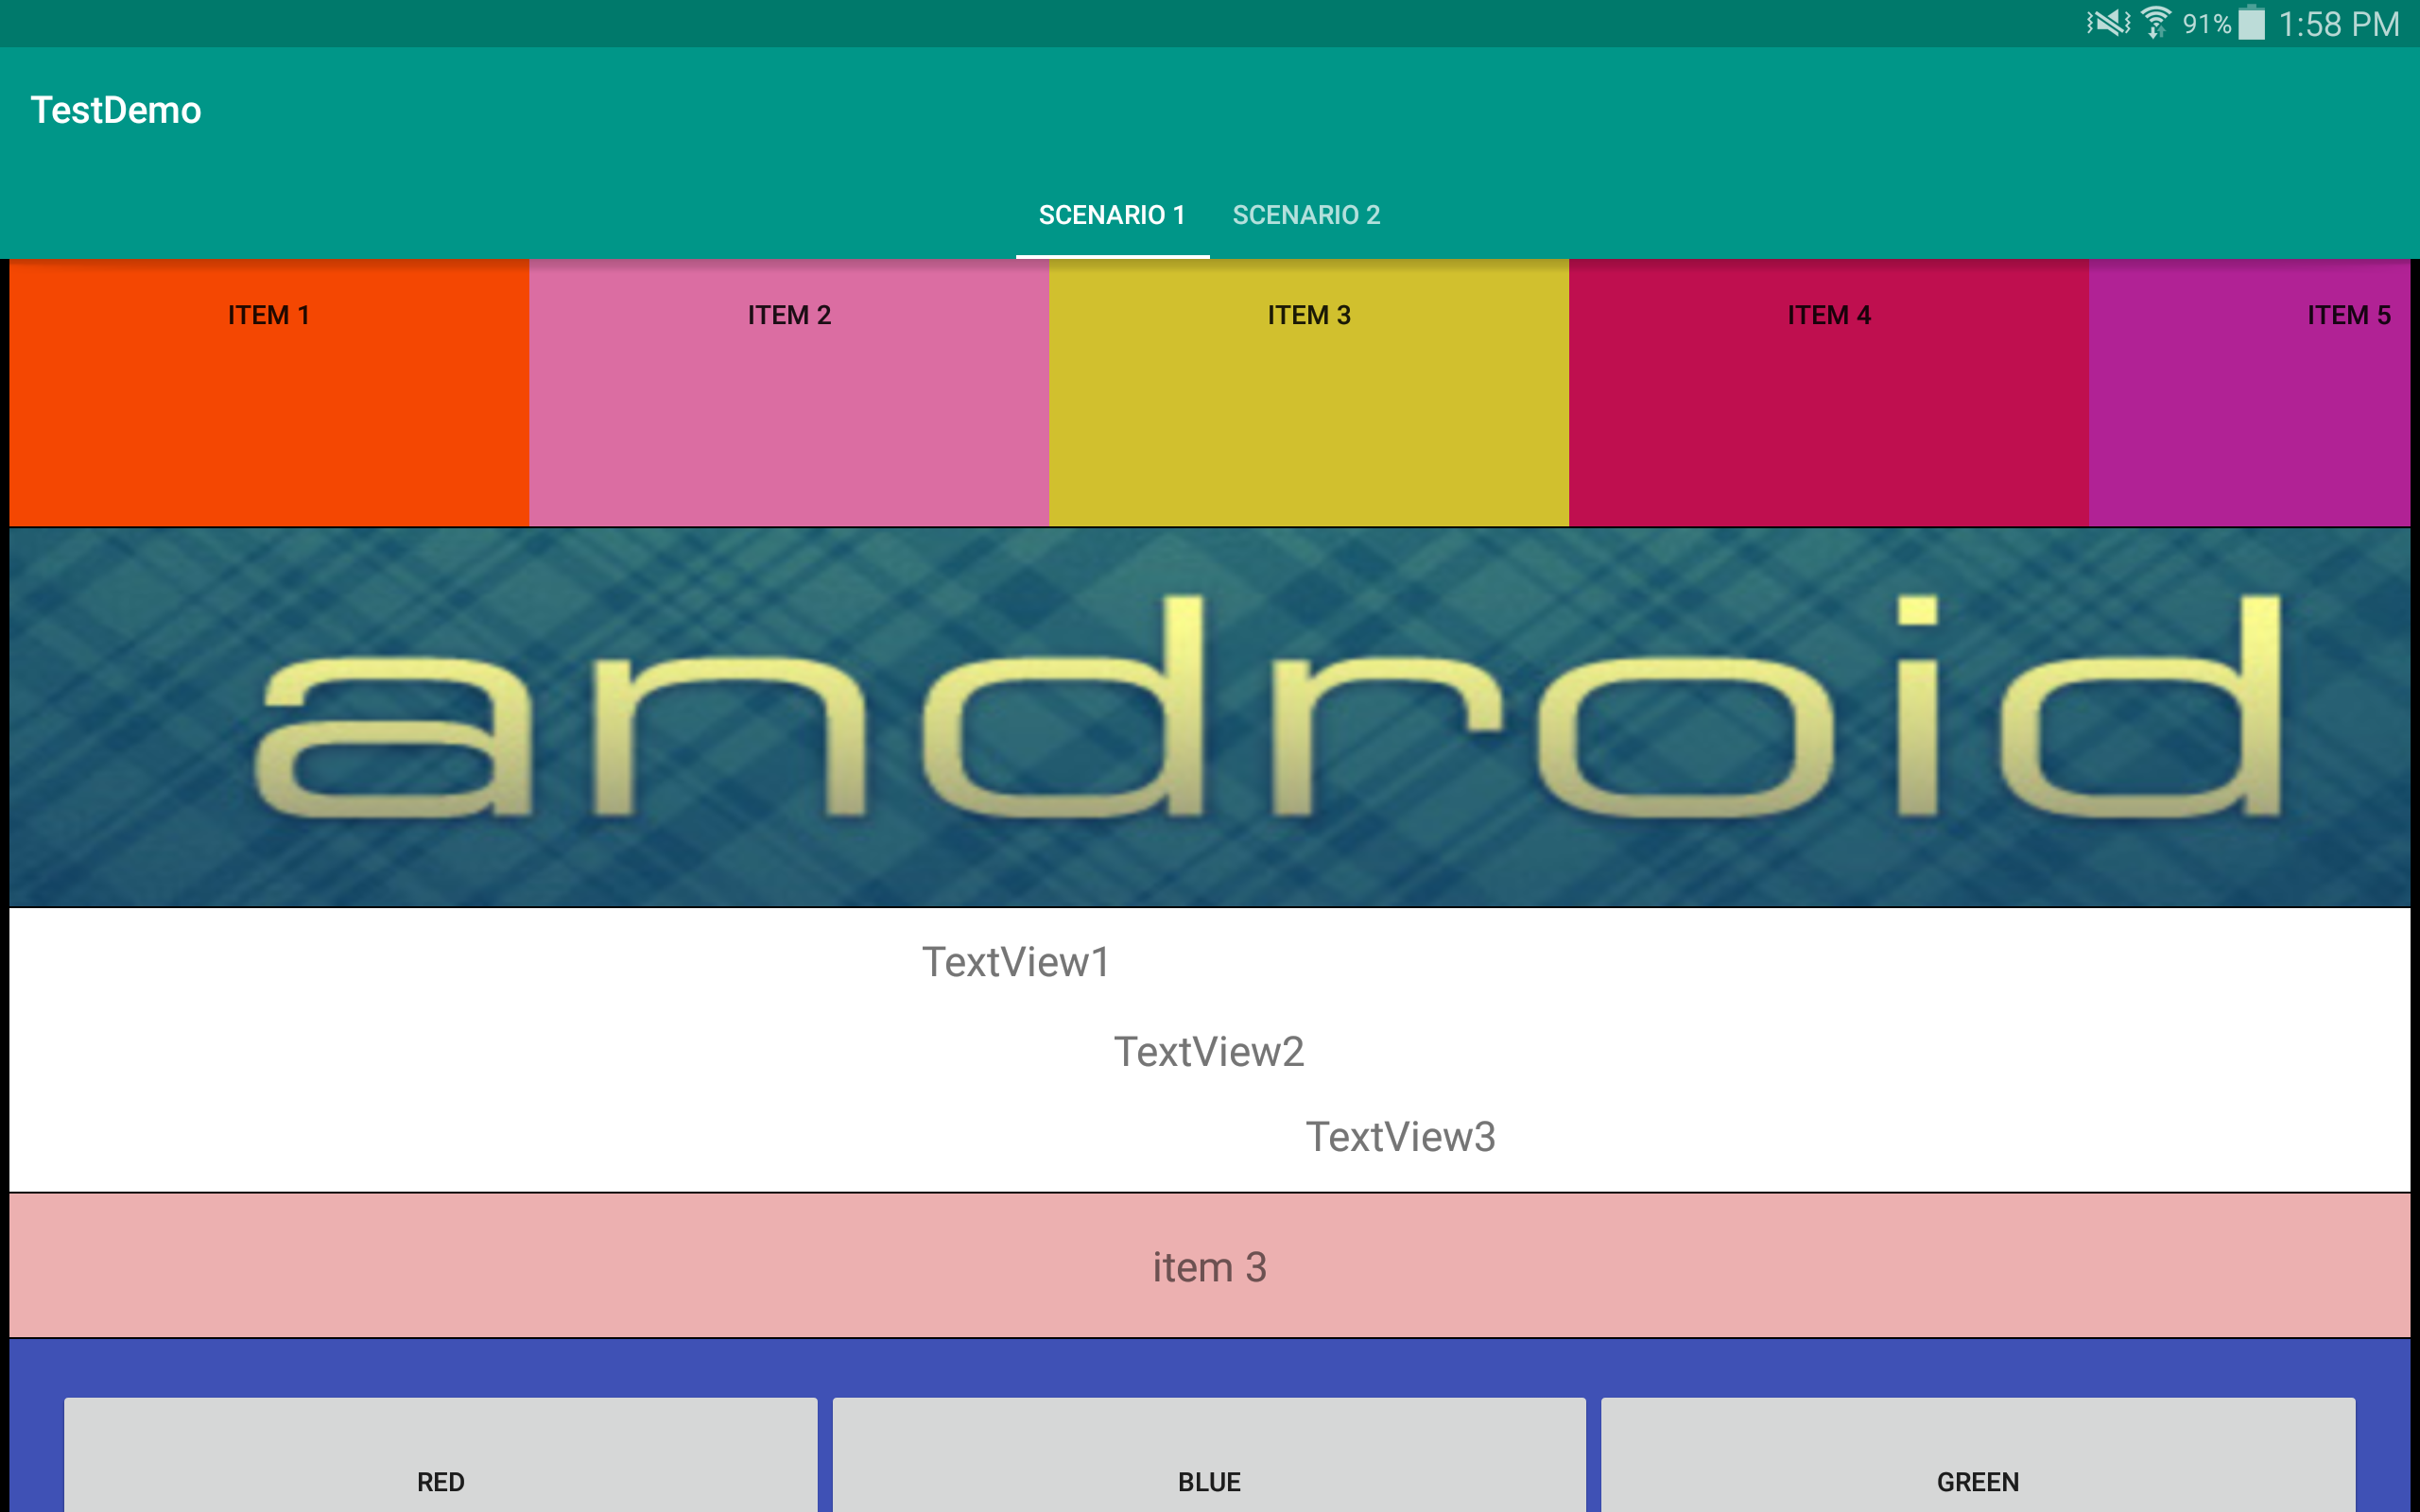 91% 1:58 PM
TestDemo
SCENARIO 1 SCENARIO 2
ITEM 1 ITEM 2 ITEM 3 ITEM 4 ITEM 5
android
TextView1
TextView2
TextView3
item 3
RED BLUE GREEN